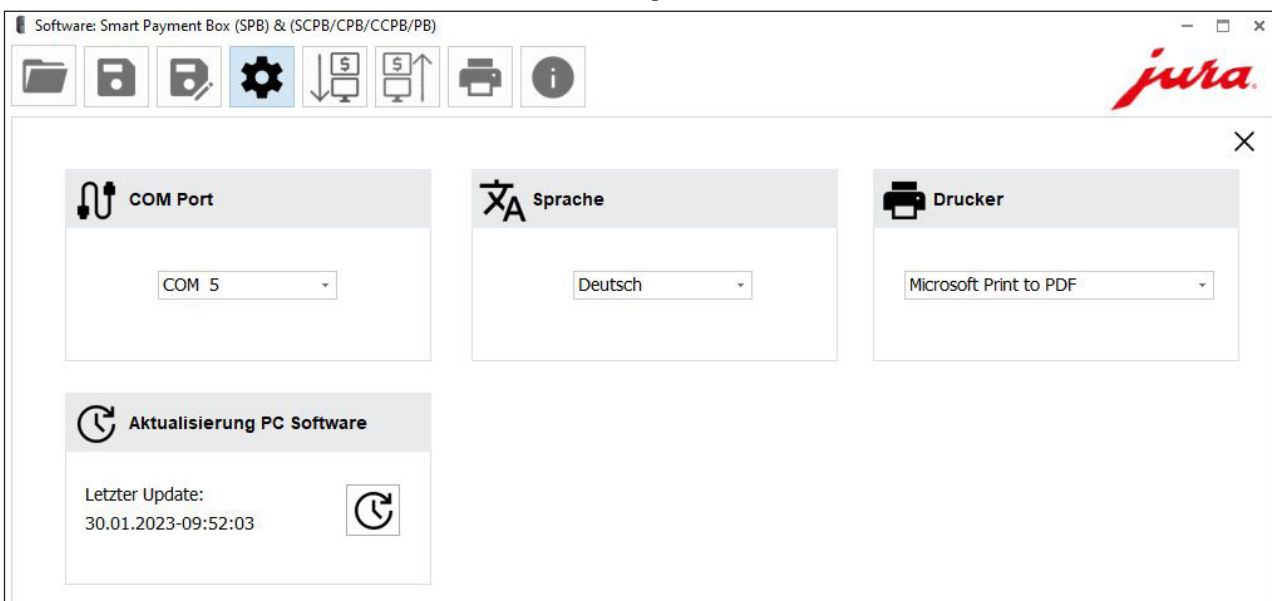 Software: Smart Payment Box (SPB) & (SCPB/CPB/CCPB/PB)
jura
COM Port
Sprache
Drucker
COM 5
Deutsch
Microsoft Print to PDF
Aktualisierung PC Software
Letzter Update:
30.01.2023-09:52:03